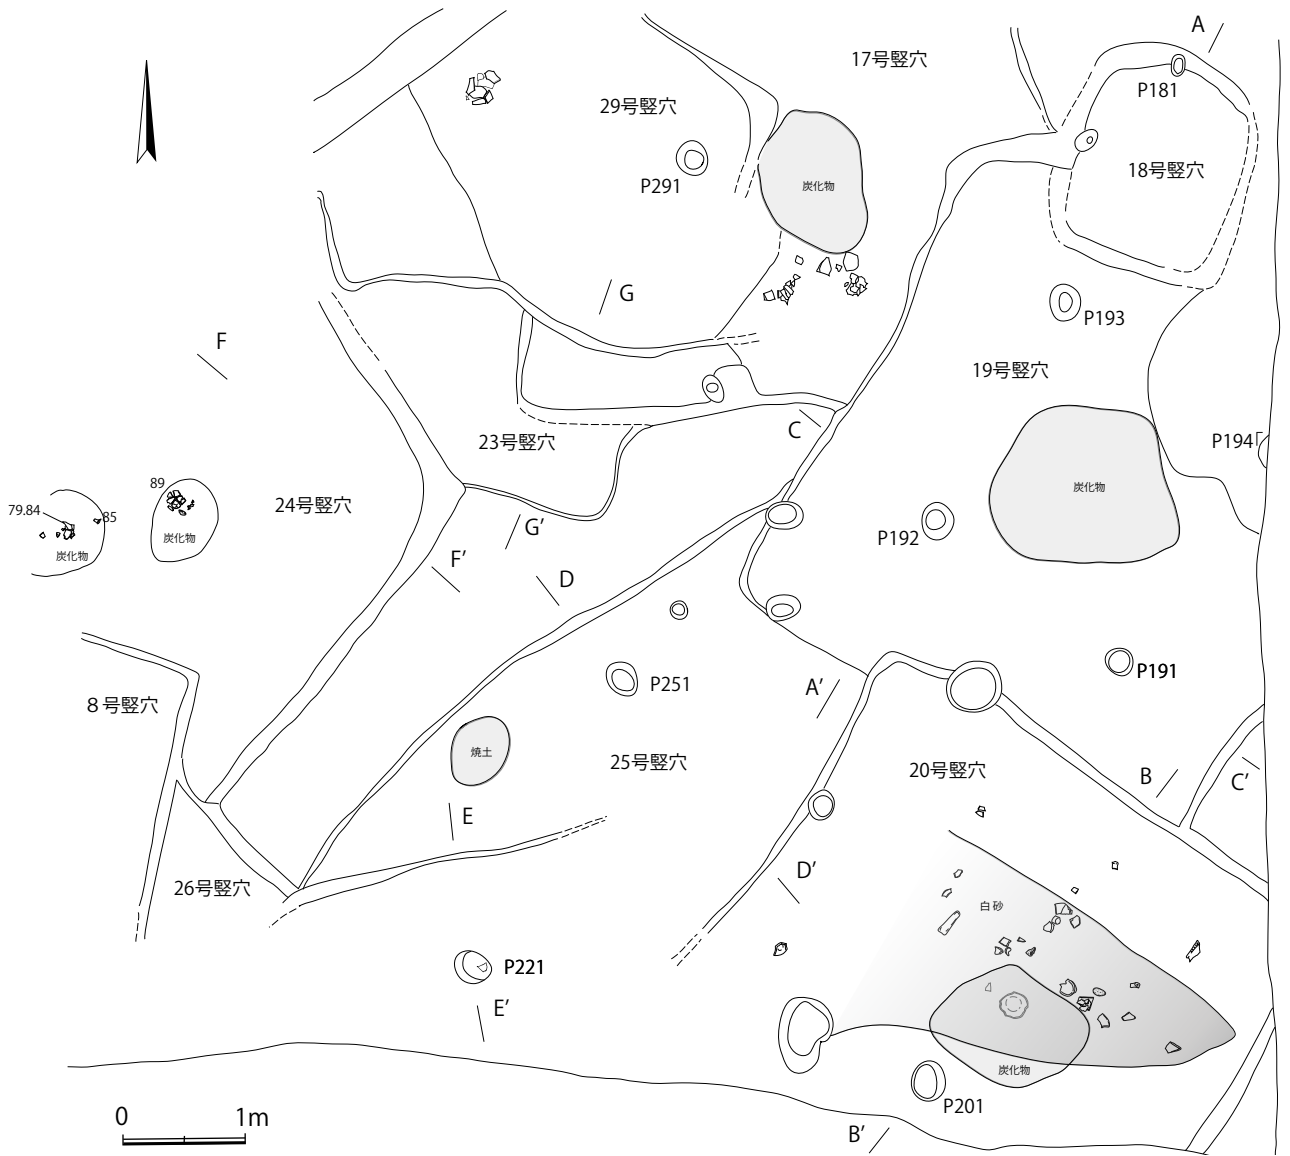 A
17号竪穴
P181
29号竪穴
18号竪穴
P291
炭化物
G
P193
F
19号竪穴
C
23号竪穴
P194
89
炭化物
79.84
85
24号竪穴
炭化物
炭化物
G′
P192
F′
D
P191
P251
A′
8号竪穴
焼土
25号竪穴
20号竪穴
B
C′
E
D′
26号竪穴
白砂
P221
E′
炭化物
P201
0
1m
B′